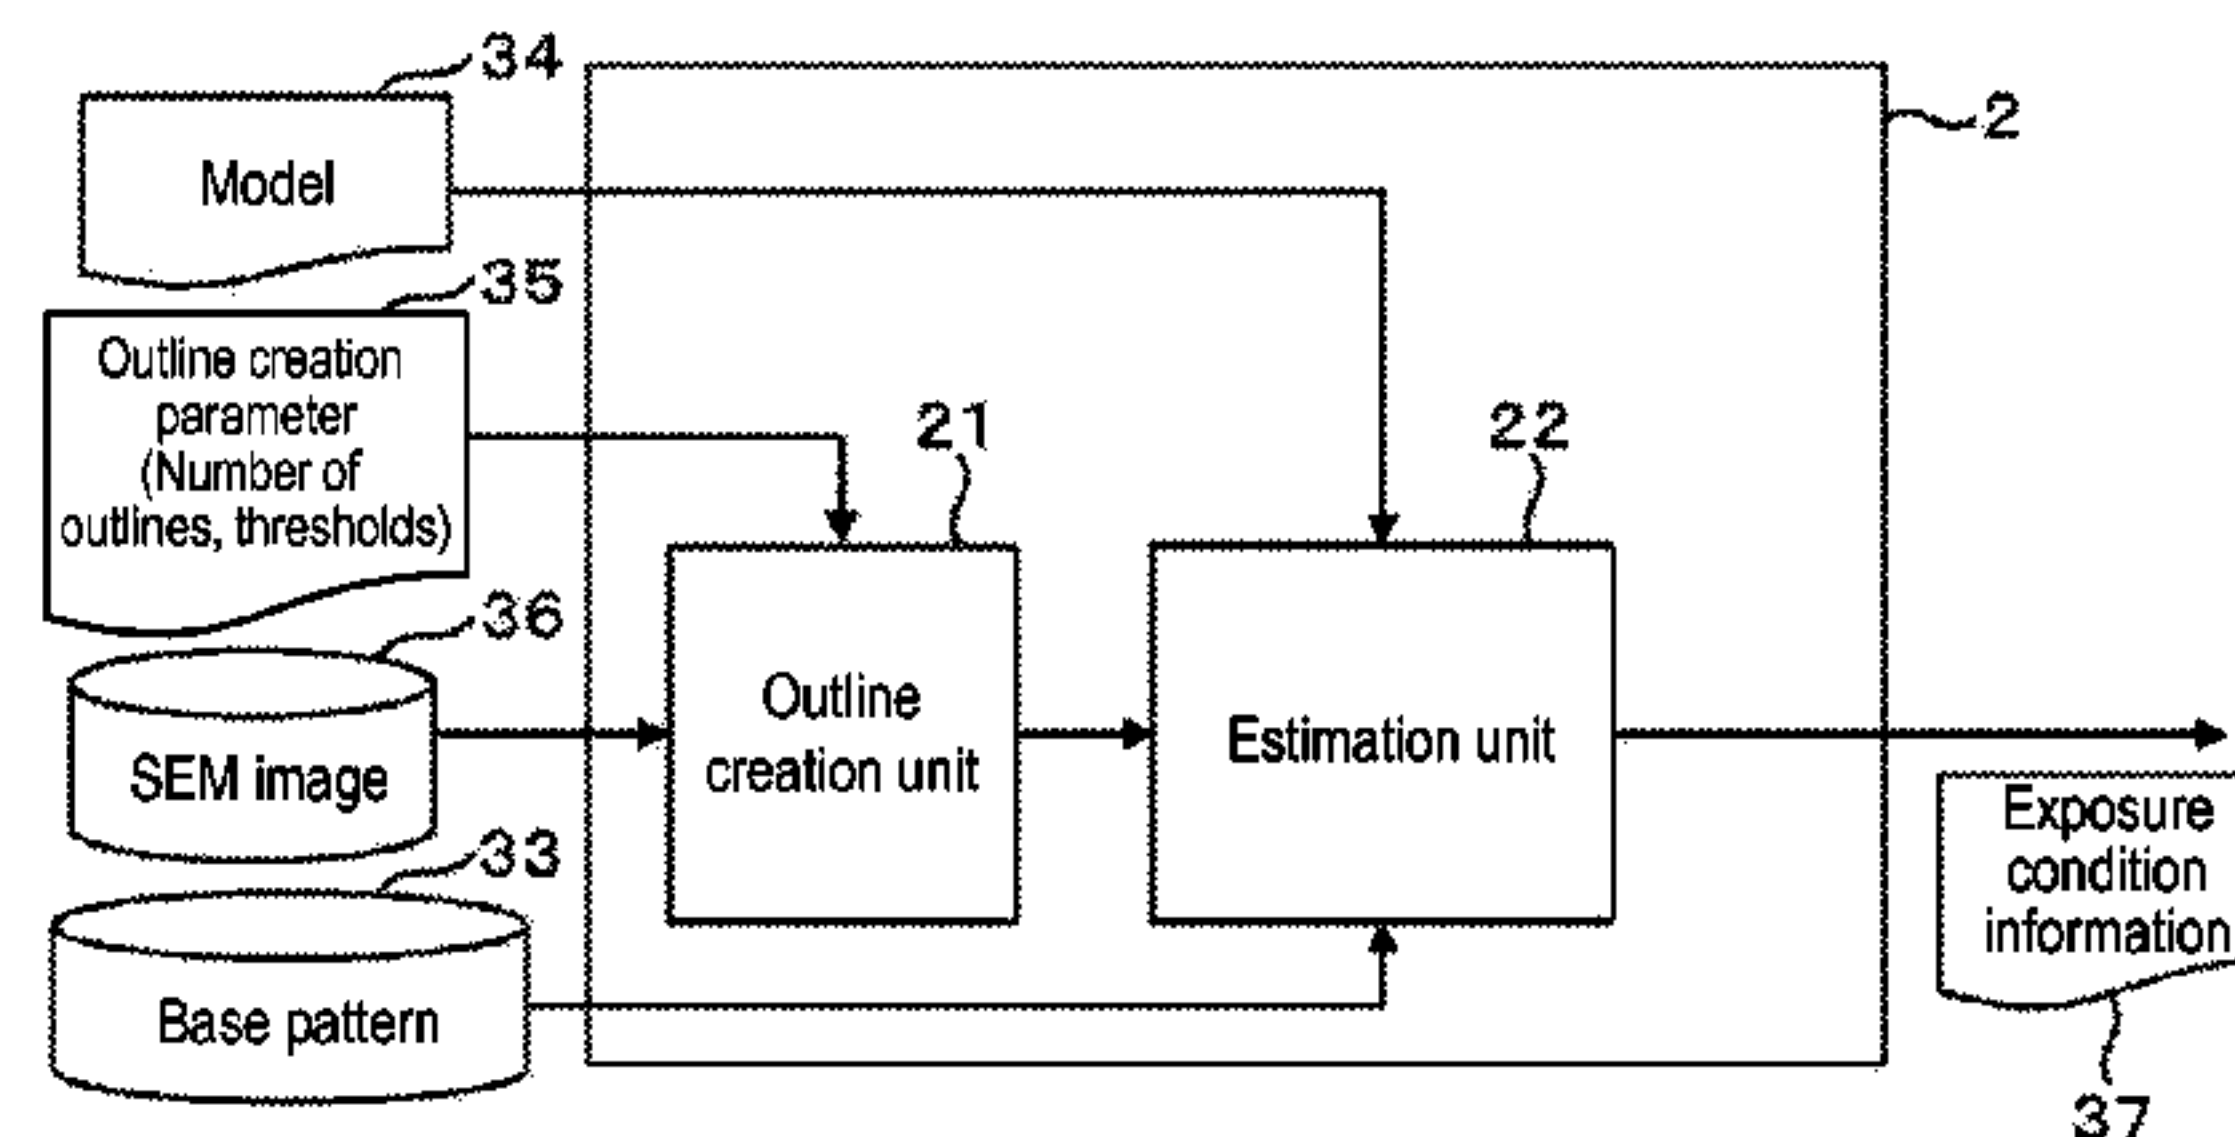 34
Model
2
35
Outline creation
parameter
(Number of
outlines, thresholds)
21
22
36
SEM image
Outline
creation unit
Estimation unit
33
Base pattern
Exposure
condition
information
37